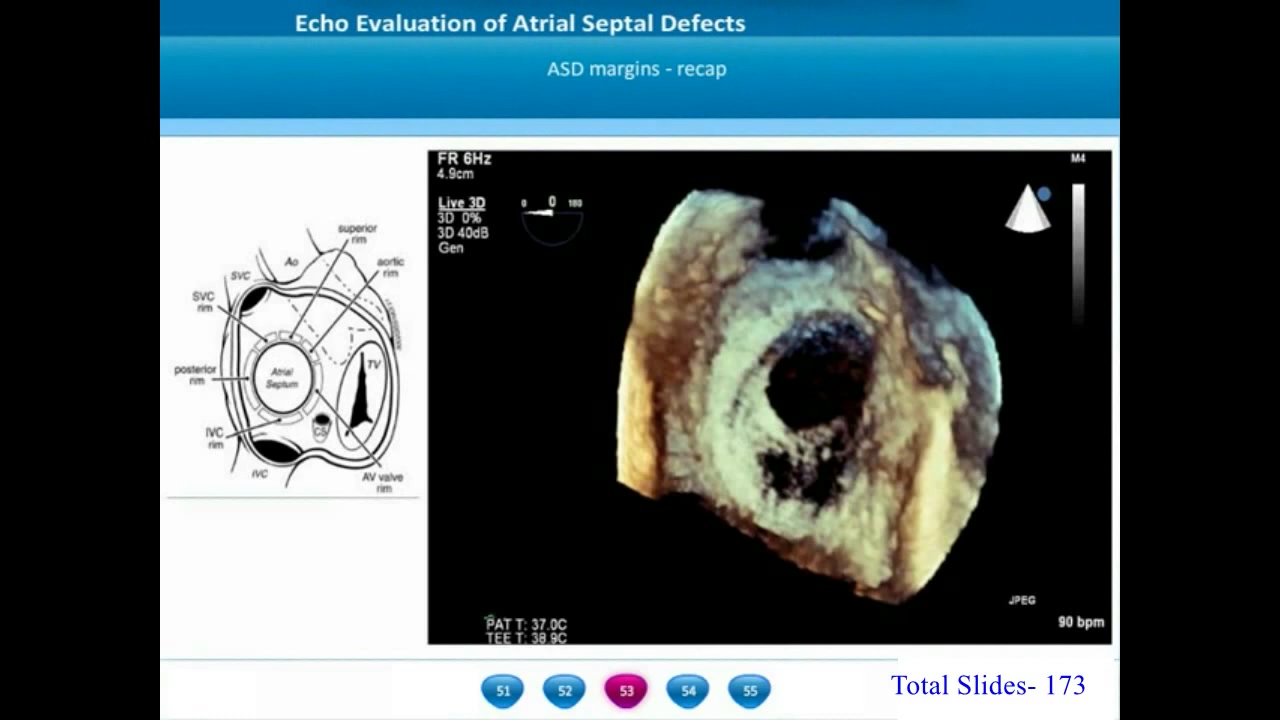 Echo Evaluation of Atrial Septal Defects
ASD margins - recap
superior
rim
Ao
aortic
rim
SVC
SVC
rim
posterior
rim
Atrial
Septum
TV
IVC
rim
CS
IVC
AV valve
rim
FR 6Hz
4.9cm
Live 3D
3D 0%
3D 40dB
Gen
0 0 180
M4
PAT T: 37.0C
TEE T: 38.9C
JPEG
90 bpm
51 52 53 54 55
Total Slides- 173